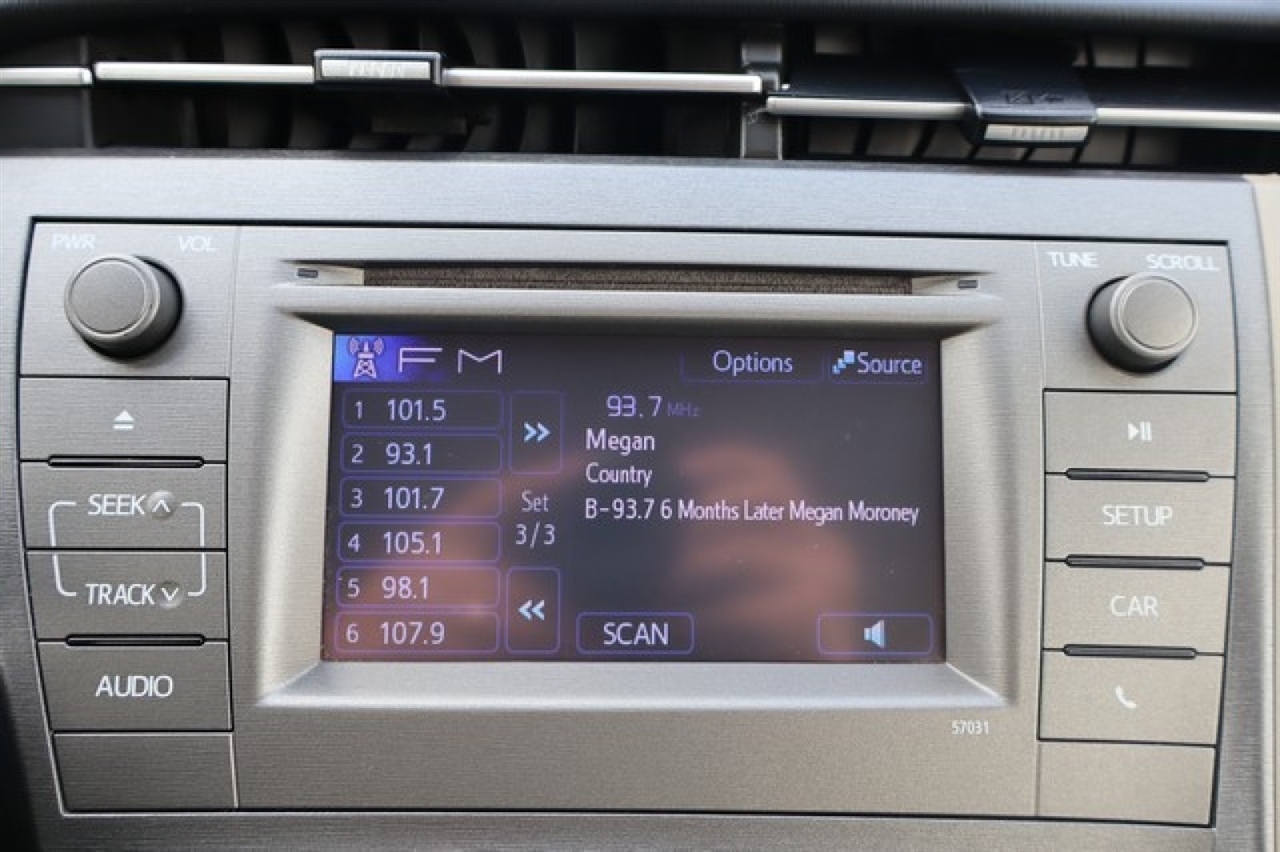 PWR VOL
TUNE SCROLL
FM
Options
Source
1 101.5
2 93.1
3 101.7
4 105.1
5 98.1
6 107.9
>>
Set
3/3
<<
93.7 MHz
Megan
Country
B-93.7 6 Months Later Megan Moroney
SCAN
SEEK
TRACK
AUDIO
SETUP
CAR
57031